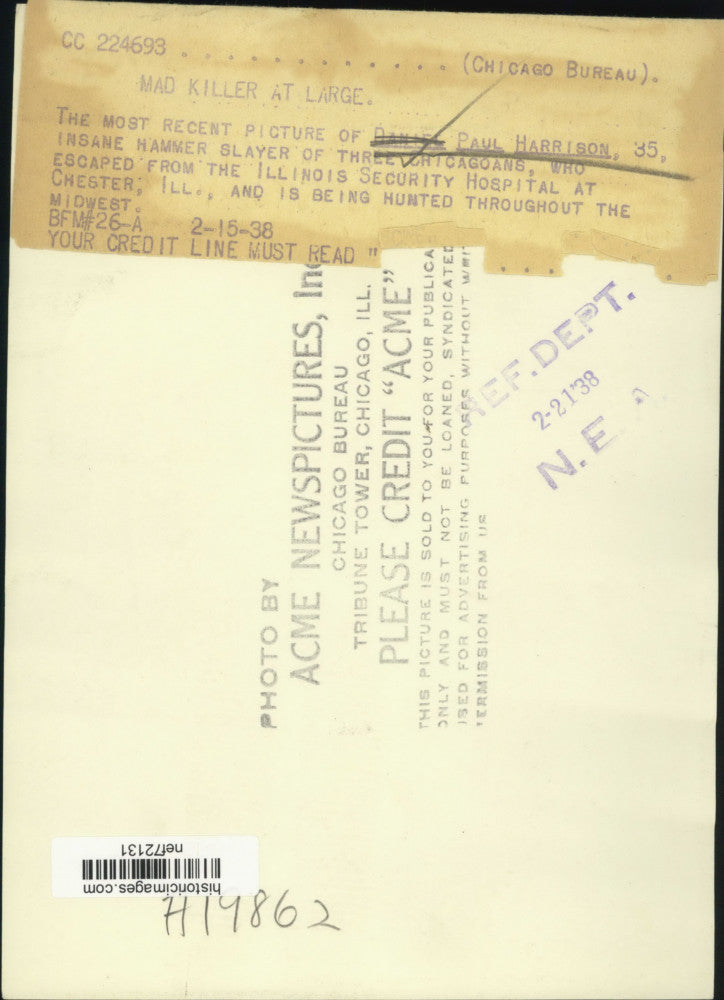 CC 224693 . . . . . . . . . . . . . (CHICAGO BUREAU).
MAD KILLER AT LARGE.
THE MOST RECENT PICTURE OF DANIEL PAUL HARRISON, 35,
INSANE HAMMER SLAYER OF THREE CHICAGOANS, WHO
ESCAPED FROM THE ILLINOIS SECURITY HOSPITAL AT
CHESTER, ILL., AND IS BEING HUNTED THROUGHOUT THE
MIDWEST.
BFM#26-A 2-15-38
YOUR CREDIT LINE MUST READ "
PHOTO BY
ACME NEWSPICTURES, Inc
CHICAGO BUREAU
TRIBUNE TOWER, CHICAGO, ILL.
PLEASE CREDIT “ACME”
THIS PICTURE IS SOLD TO YOU FOR YOUR PUBLICA
ONLY AND MUST NOT BE LOANED, SYNDICATED
USED FOR ADVERTISING PURPOSES WITHOUT WRIT
PERMISSION FROM US
REF. DEPT.
2-21'38
N. E. A
historicimages.com
nef72131
H19862